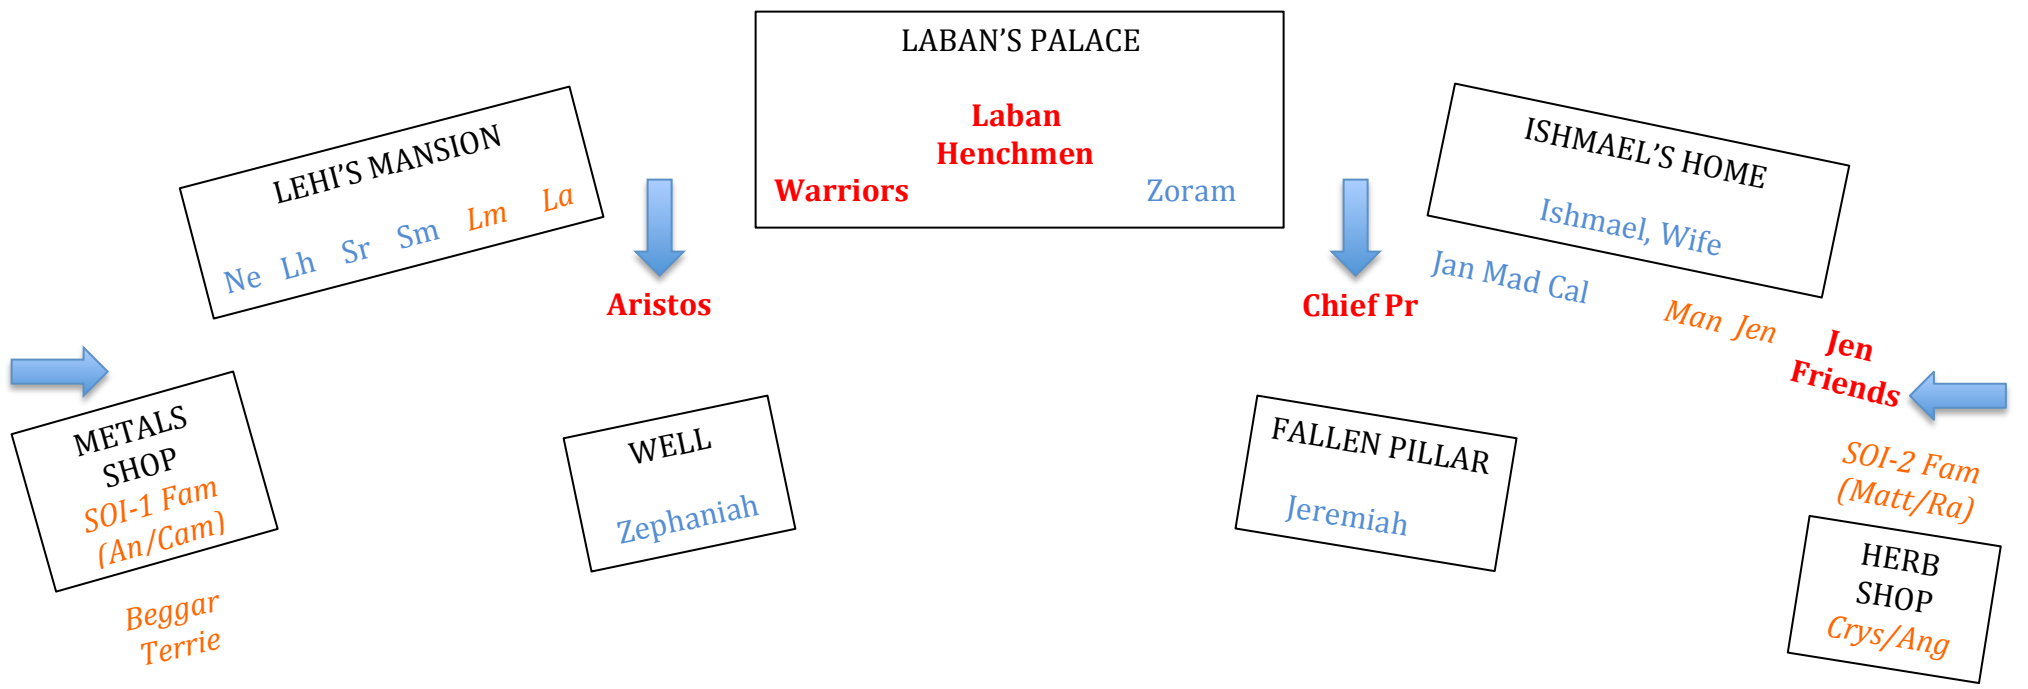 LABAN'S PALACE
Laban
Henchmen
Warriors
Zoram
LEHI'S MANSION
Ne Lh Sr Sm Lm La
ISHMAEL'S HOME
Ishmael, Wife
Jan Mad Cal
Man Jen
Jen
Friends
Aristos
Chief Pr
METALS
SHOP
SOI-1 Fam
(An/Cam)
Beggar
Terrie
WELL
Zephaniah
FALLEN PILLAR
Jeremiah
SOI-2 Fam
(Matt/Ra)
HERB
SHOP
Crys/Ang